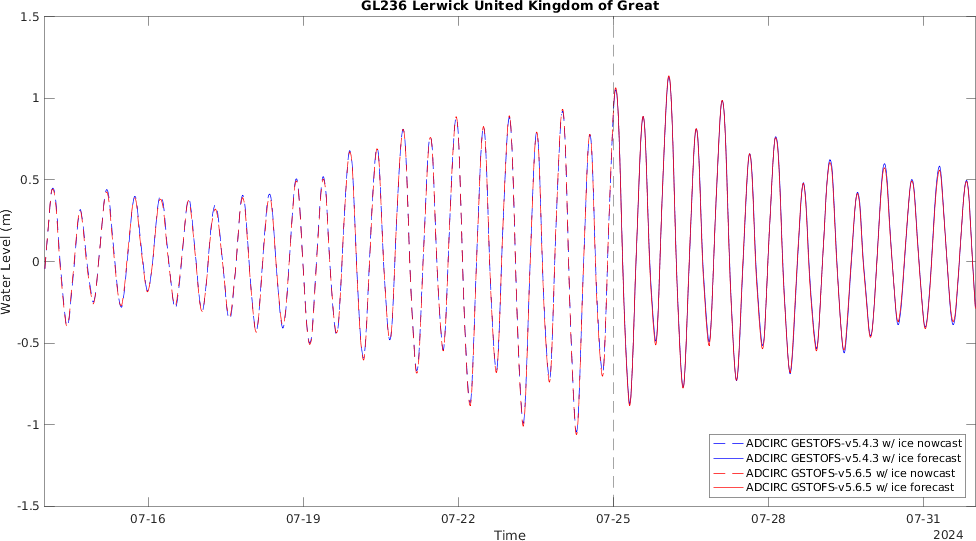 GL236 Lerwick United Kingdom of Great
1.5
1
0.5
0
-0.5
-1
-1.5
Water Level (m)
07-16
07-19
07-22
07-25
07-28
07-31
Time
2024
ADCIRC GESTOFS-v5.4.3 w/ ice nowcast
ADCIRC GESTOFS-v5.4.3 w/ ice forecast
ADCIRC GSTOFS-v5.6.5 w/ ice nowcast
ADCIRC GSTOFS-v5.6.5 w/ ice forecast